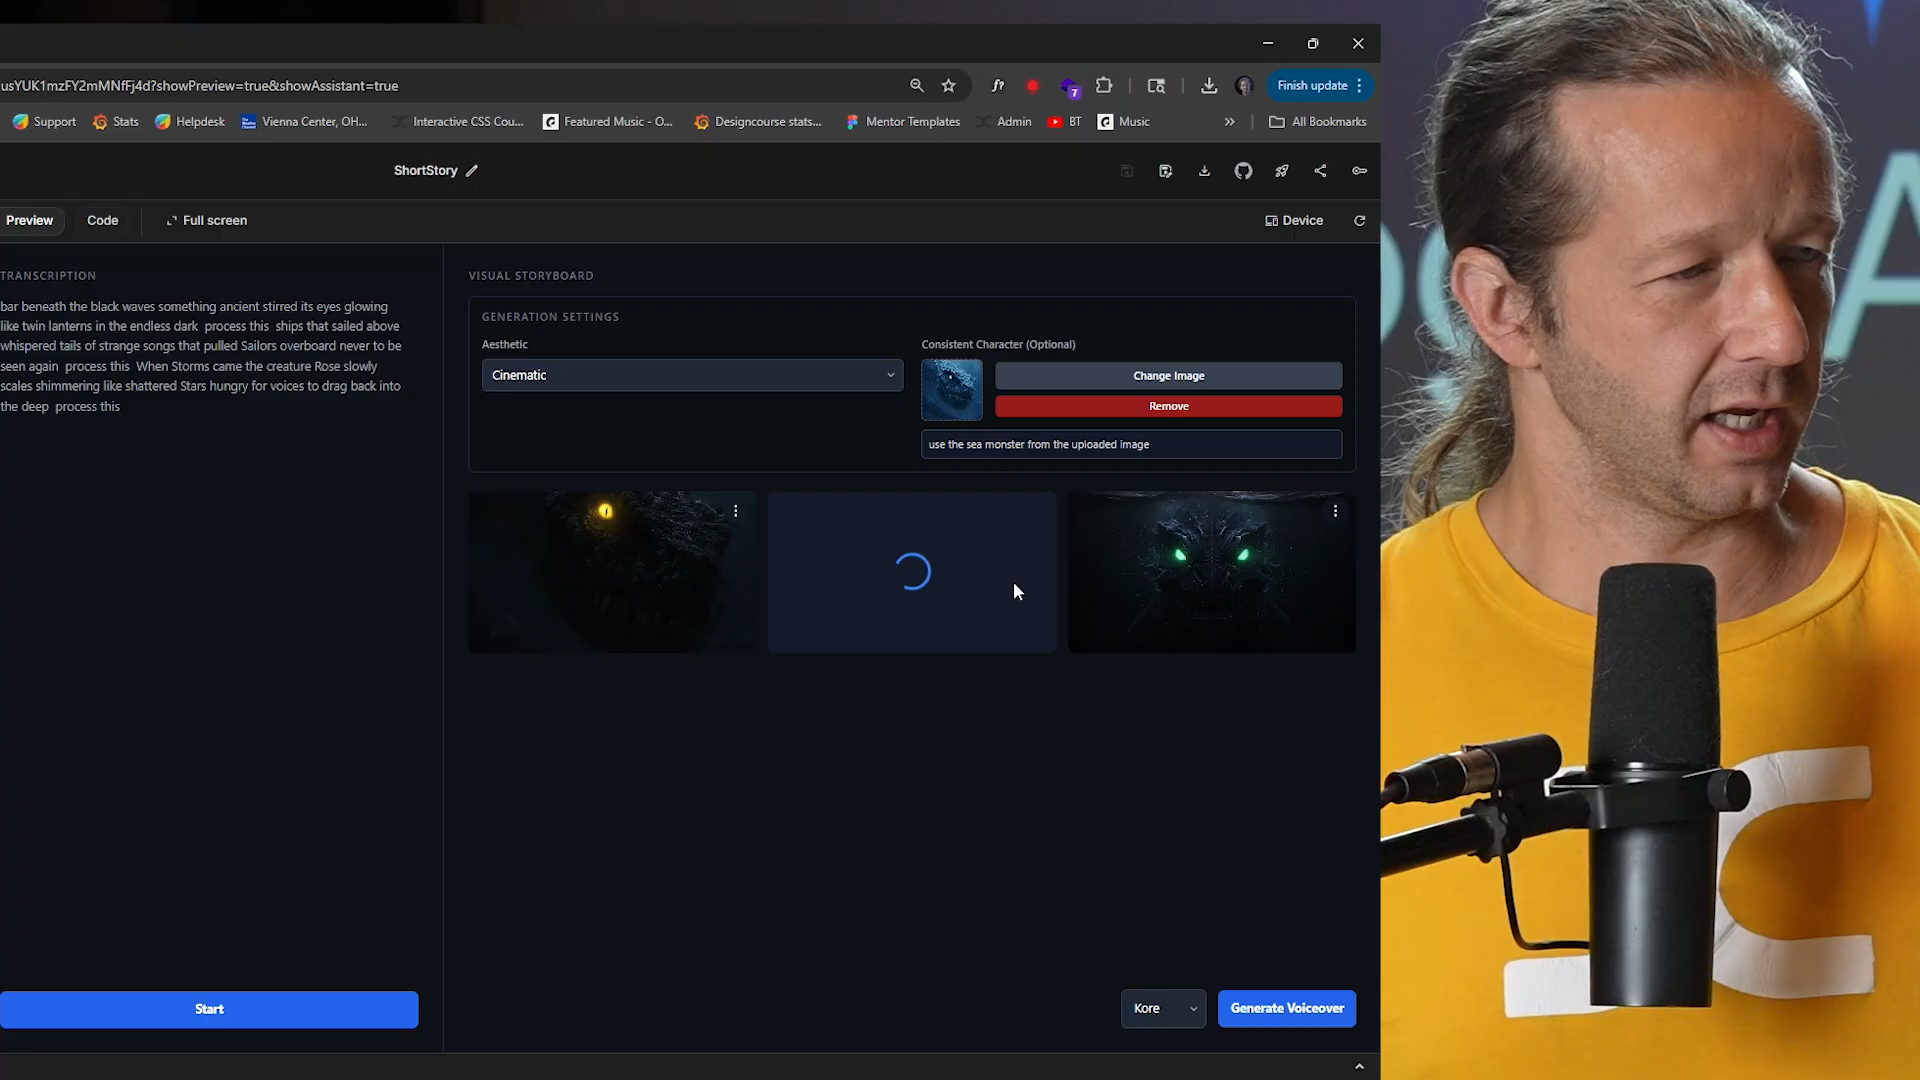 usYUK1mzFY2mMNfFj4d?showPreview=true&showAssistant=true
7
Finish update
Support
Stats
Helpdesk
Vienna Center, OH...
Interactive CSS Cou...
Featured Music - O...
Designcourse stats...
Mentor Templates
Admin
BT
Music
All Bookmarks
ShortStory
Preview
Code
Full screen
Device
TRANSCRIPTION
bar beneath the black waves something ancient stirred its eyes glowing
like twin lanterns in the endless dark process this ships that sailed above
whispered tails of strange songs that pulled Sailors overboard never to be
seen again process this When Storms came the creature Rose slowly
scales shimmering like shattered Stars hungry for voices to drag back into
the deep process this
Start
VISUAL STORYBOARD
GENERATION SETTINGS
Aesthetic
Cinematic
Consistent Character (Optional)
Change Image
Remove
use the sea monster from the uploaded image
Kore
Generate Voiceover